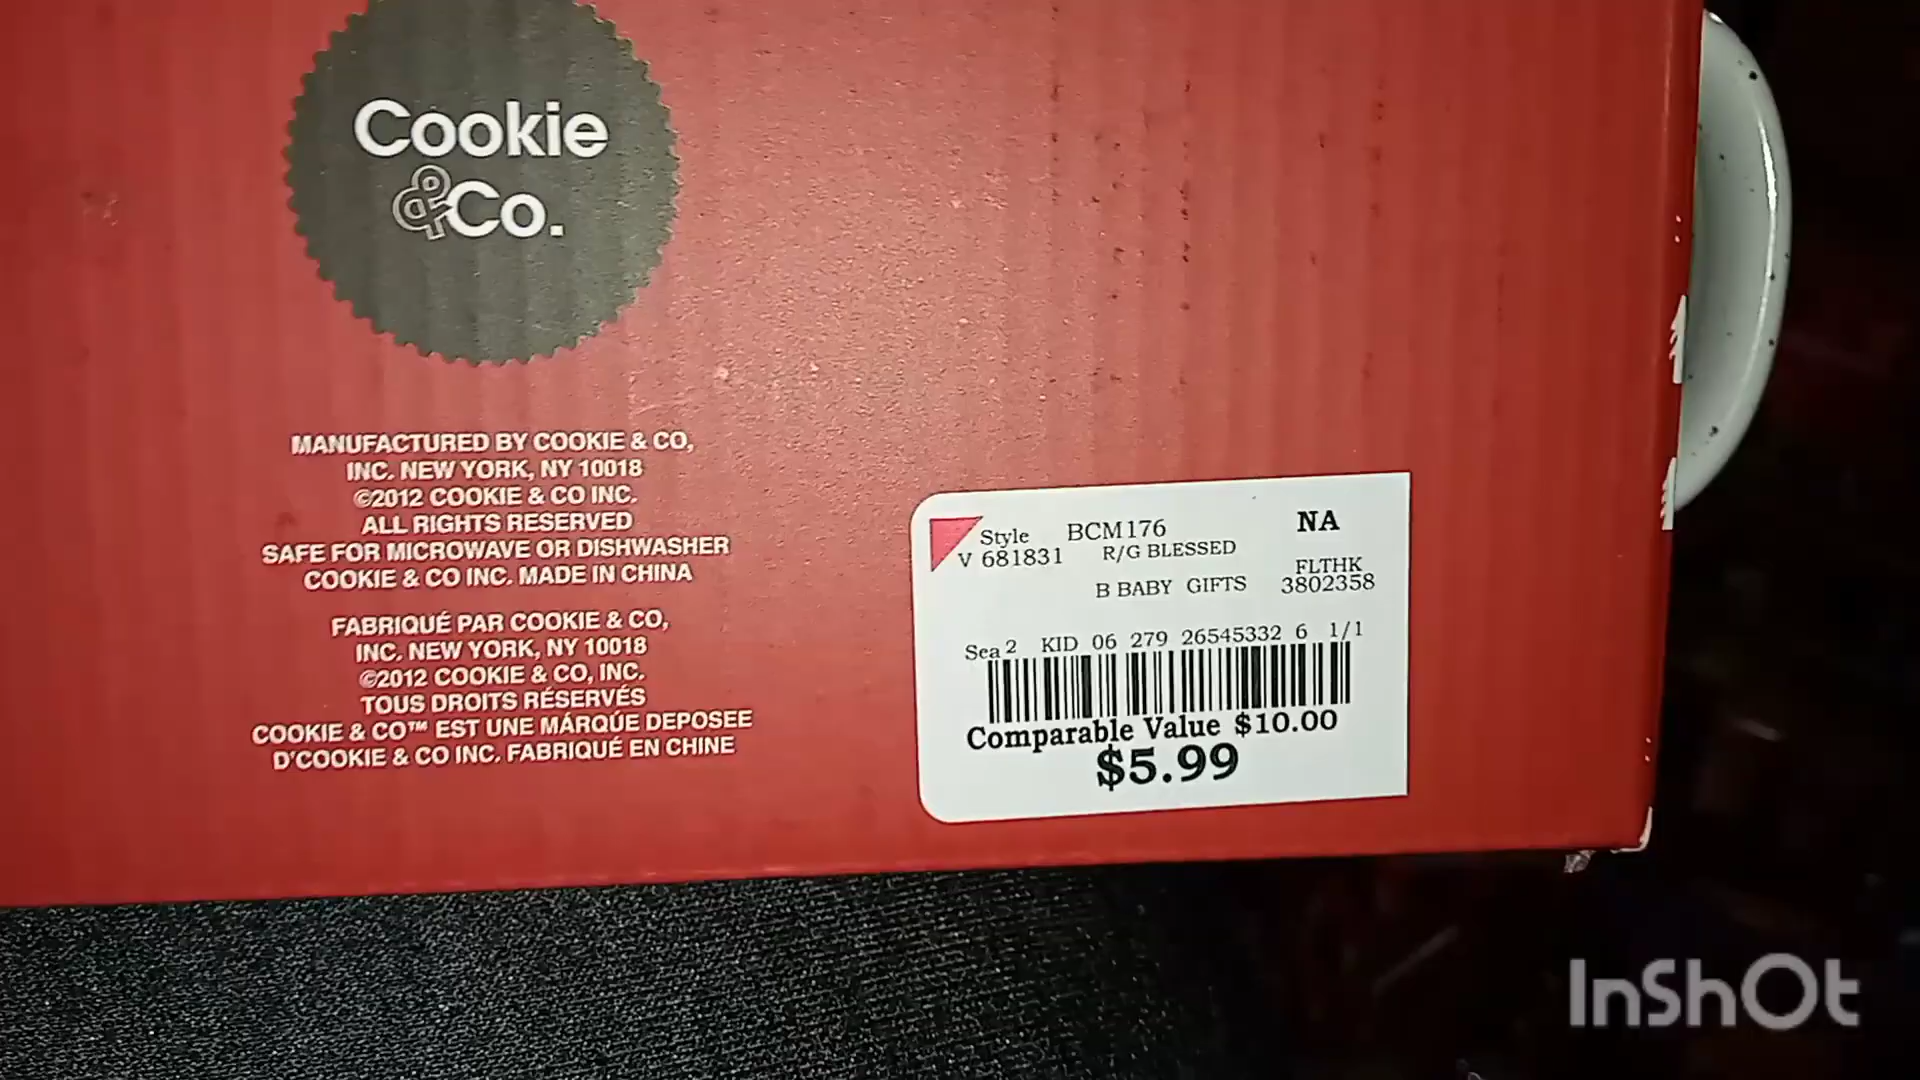 Cookie
&Co.
MANUFACTURED BY COOKIE & CO,
INC. NEW YORK, NY 10018
©2012 COOKIE & CO INC.
ALL RIGHTS RESERVED
SAFE FOR MICROWAVE OR DISHWASHER
COOKIE & CO INC. MADE IN CHINA
FABRIQUÉ PAR COOKIE & CO,
INC. NEW YORK, NY 10018
©2012 COOKIE & CO, INC.
TOUS DROITS RÉSERVÉS
COOKIE & CO™ EST UNE MÁRQÚE DEPOSEE
D'COOKIE & CO INC. FABRIQUÉ EN CHINE
Style BCM176 NA
V 681831 R/G BLESSED
FLTHK
B BABY GIFTS 3802358
Sea 2 KID 06 279 26545332 6 1/1
Comparable Value $10.00
$5.99
InShOt